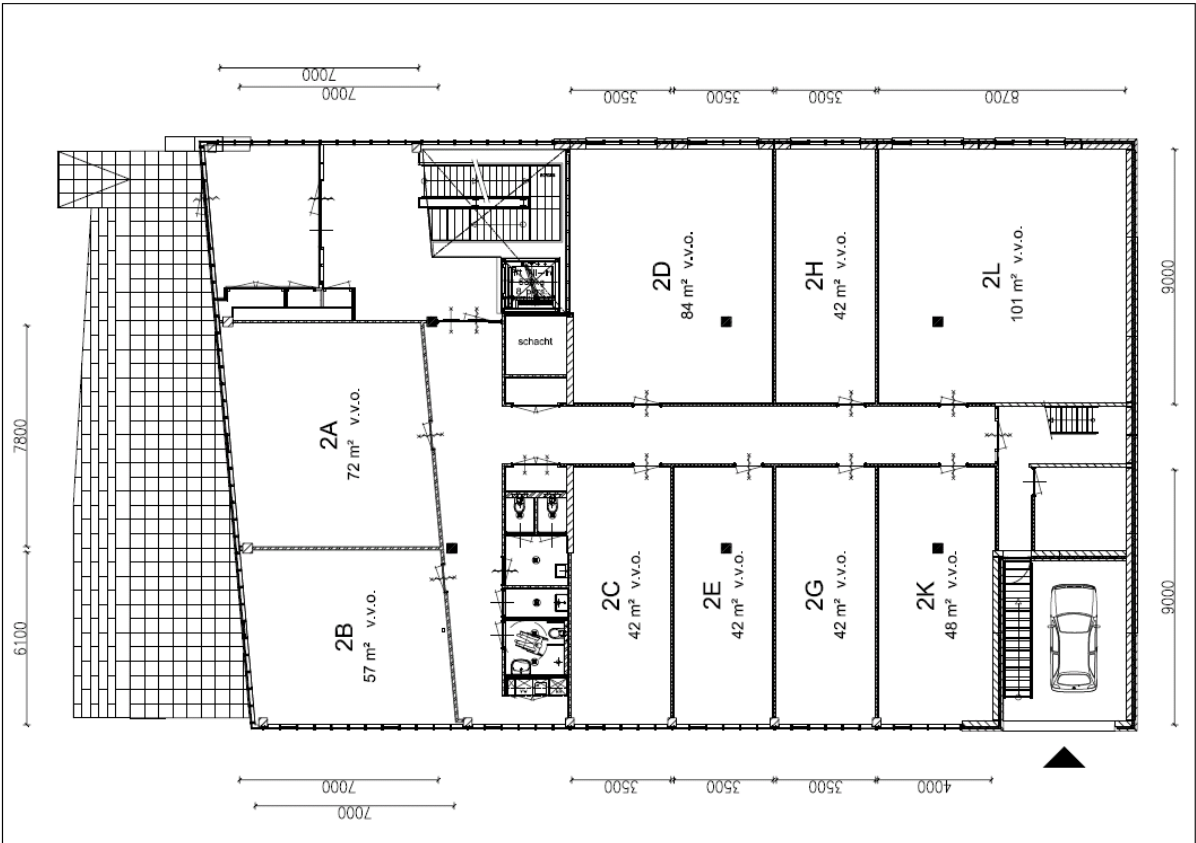 7000
7000
3500
3500
3500
8700
schacht
2D
84 m² v.v.o.
2H
42 m² v.v.o.
2L
101 m² v.v.o.
9000
7800
2A
72 m² v.v.o.
6100
2B
57 m² v.v.o.
2C
42 m² v.v.o.
2E
42 m² v.v.o.
2G
42 m² v.v.o.
2K
48 m² v.v.o.
9000
7000
7000
3500
3500
3500
4000